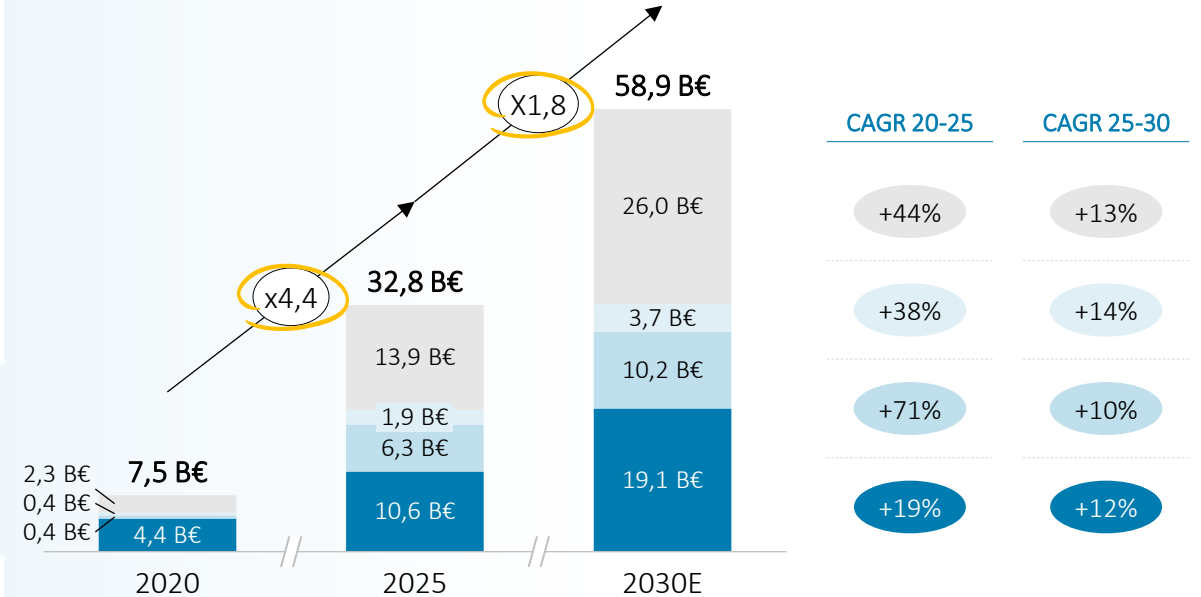 58,9 B€
X1,8
CAGR 20-25
CAGR 25-30
26,0 B€
+44%
+13%
32,8 B€
x4,4
3,7 B€
+38%
+14%
13,9 B€
10,2 B€
1,9 B€
+71%
+10%
6,3 B€
2,3 B€
7,5 B€
19,1 B€
0,4 B€
10,6 B€
+19%
+12%
0,4 B€
4,4 B€
2020
2025
2030E